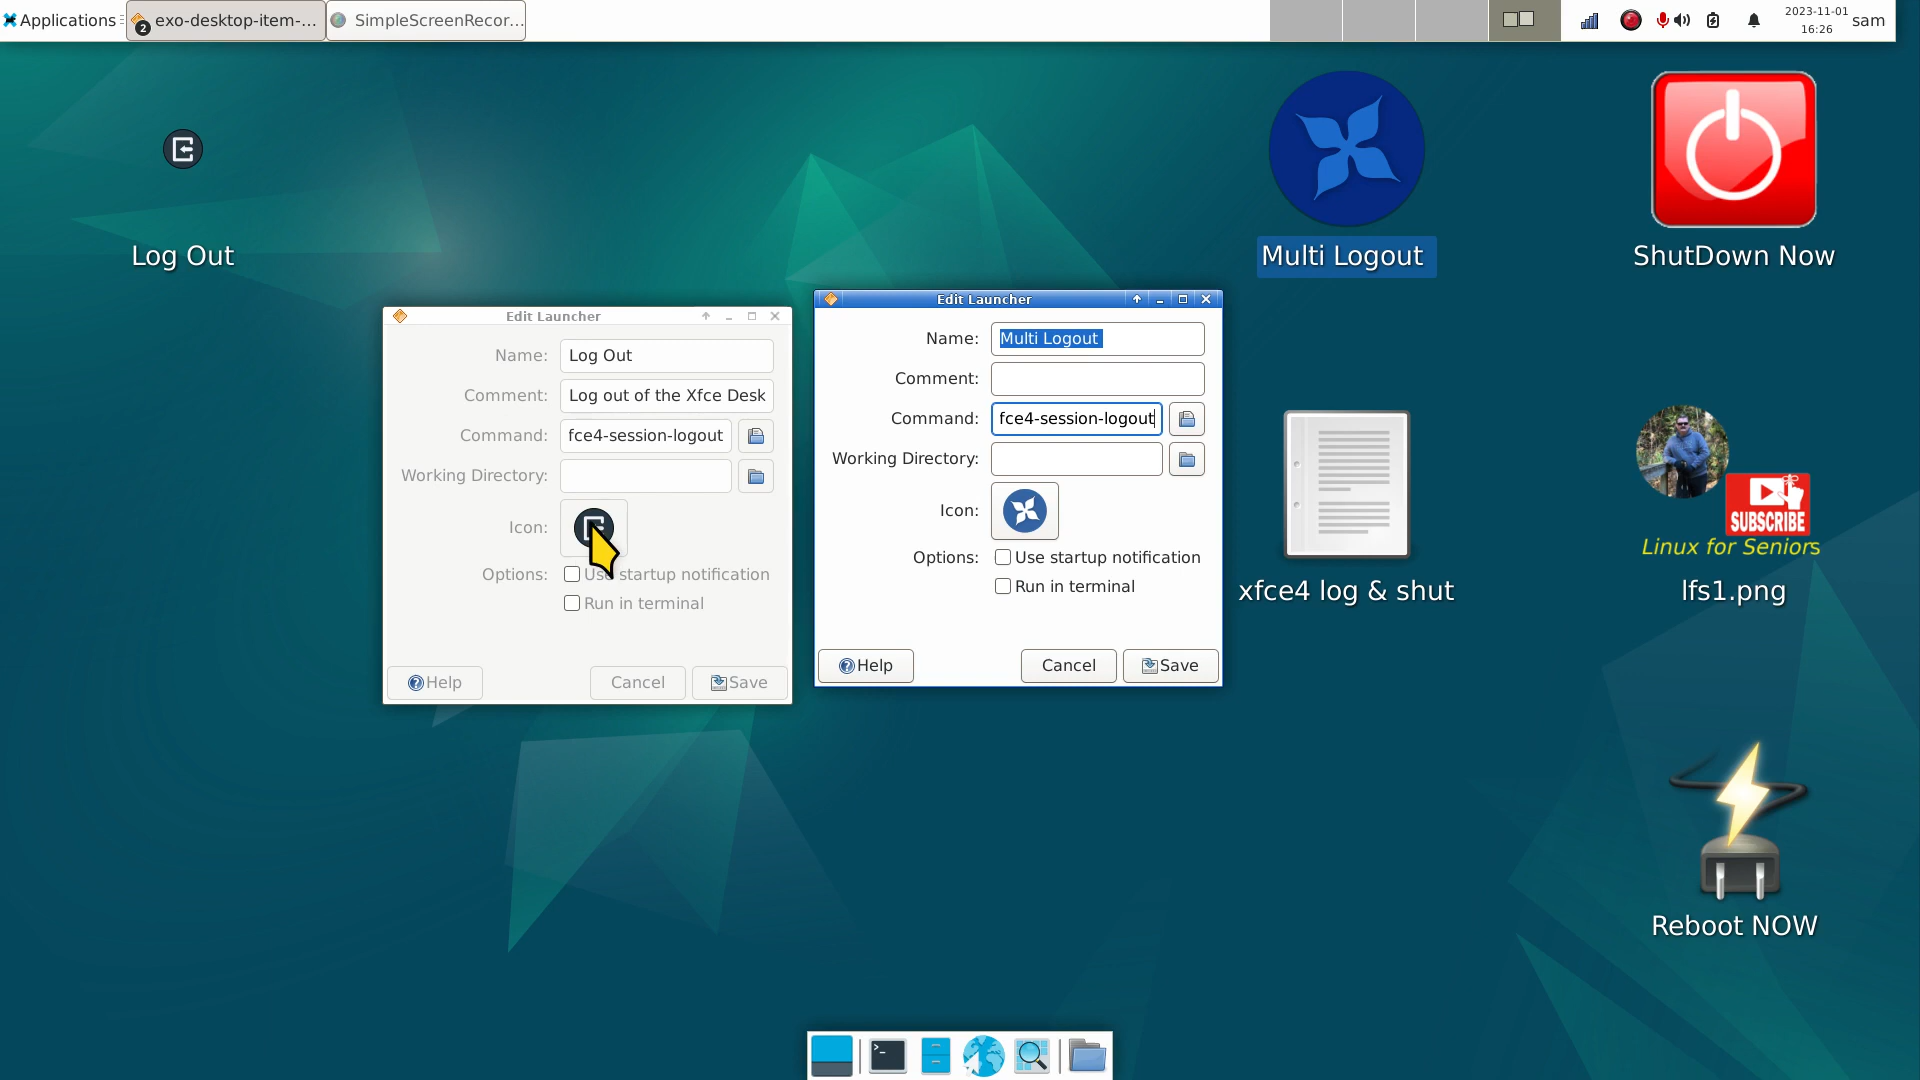 Applications
2
exo-desktop-item-...
SimpleScreenRecor...
2023-11-01
16:26
sam
Log Out
Multi Logout
ShutDown Now
Edit Launcher
Name: Log Out
Comment: Log out of the Xfce Desk
Command: fce4-session-logout
Working Directory:
Icon:
Options: Use startup notification
Run in terminal
Help
Cancel
Save
Edit Launcher
Name: Multi Logout
Comment:
Command: fce4-session-logout
Working Directory:
Icon:
Options: Use startup notification
Run in terminal
Help
Cancel
Save
xfce4 log & shut
SUBSCRIBE
Linux for Seniors
lfs1.png
Reboot NOW